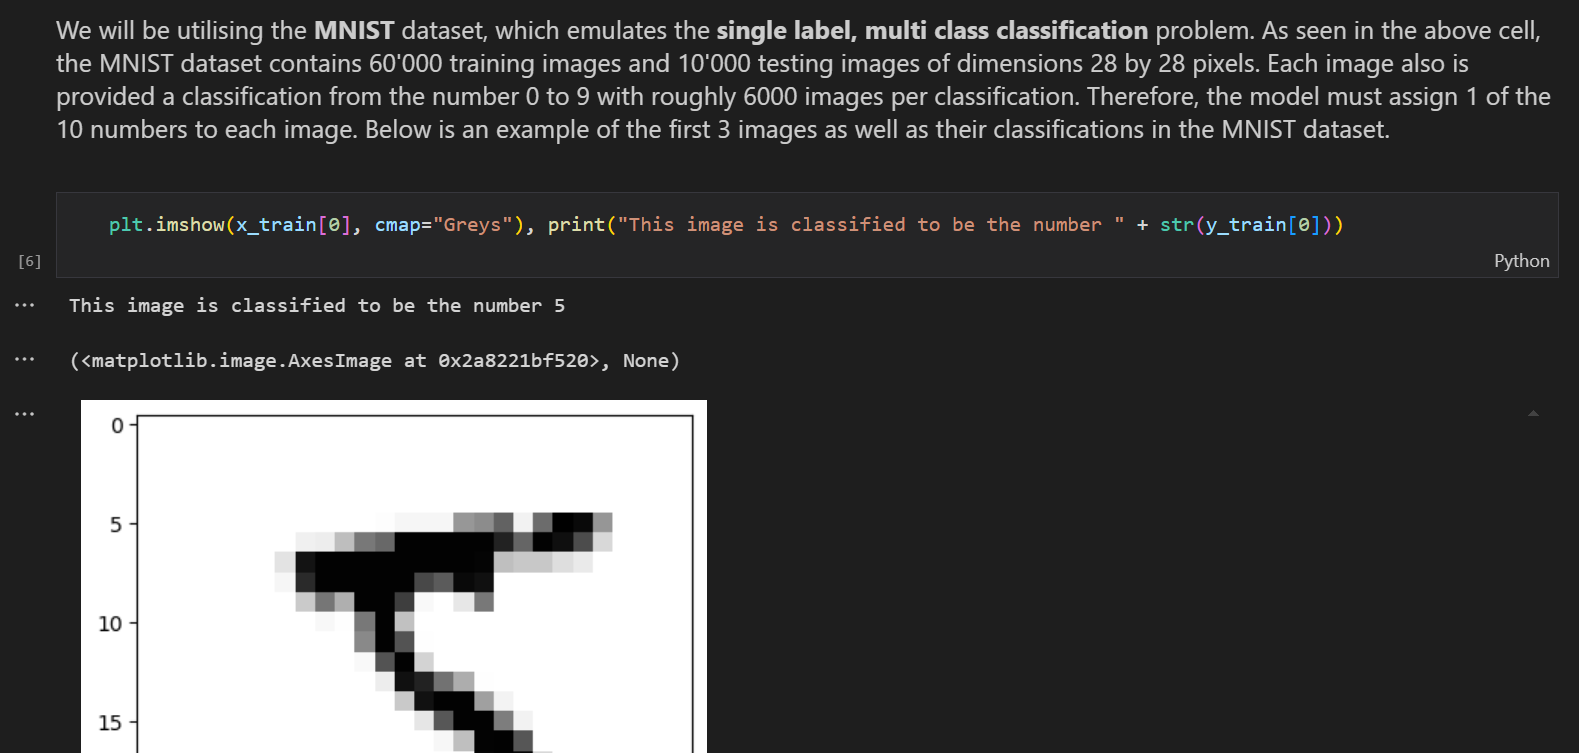 We will be utilising the MNIST dataset, which emulates the single label, multi class classification problem. As seen in the above cell,
the MNIST dataset contains 60'000 training images and 10'000 testing images of dimensions 28 by 28 pixels. Each image also is
provided a classification from the number 0 to 9 with roughly 6000 images per classification. Therefore, the model must assign 1 of the
10 numbers to each image. Below is an example of the first 3 images as well as their classifications in the MNIST dataset.
plt.imshow(x_train[0], cmap="Greys"), print("This image is classified to be the number " + str(y_train[0]))
[6]
Python
... This image is classified to be the number 5
... (<matplotlib.image.AxesImage at 0x2a8221bf520>, None)
...
0
5
10
15